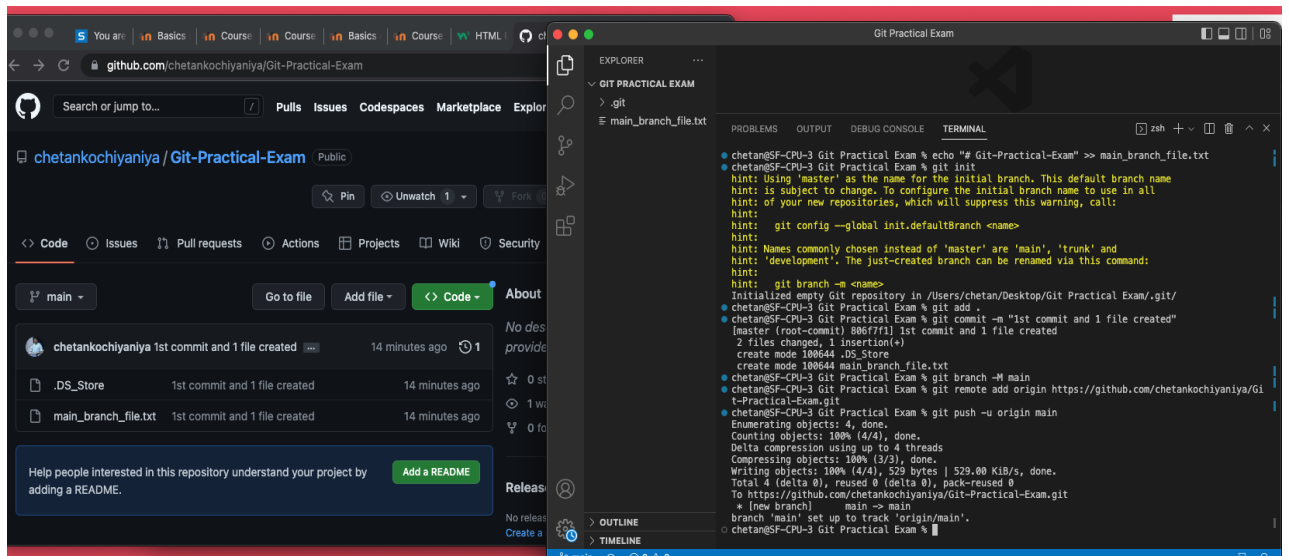 You are
Basics
Course
Course
Basics
Course
HTML
github.com/chetankochiyaniya/Git-Practical-Exam
Search or jump to...
/
Pulls Issues Codespaces Marketplace Explor
chetankochiyaniya / Git-Practical-Exam Public
Pin
Unwatch 1
Fork
<> Code Issues Pull requests Actions Projects Wiki Security
main
Go to file
Add file
<> Code
About
No des
provide
chetankochiyaniya 1st commit and 1 file created ... 14 minutes ago 1
.DS_Store 1st commit and 1 file created 14 minutes ago
main_branch_file.txt 1st commit and 1 file created 14 minutes ago
0 st
1 wa
0 fo
Help people interested in this repository understand your project by
adding a README.
Add a README
Releas
No releas
Create a
Git Practical Exam
EXPLORER ...
GIT PRACTICAL EXAM
> .git
main_branch_file.txt
OUTLINE
TIMELINE
PROBLEMS OUTPUT DEBUG CONSOLE TERMINAL
zsh
chetan@SF-CPU-3 Git Practical Exam % echo "# Git-Practical-Exam" >> main_branch_file.txt
chetan@SF-CPU-3 Git Practical Exam % git init
hint: Using 'master' as the name for the initial branch. This default branch name
hint: is subject to change. To configure the initial branch name to use in all
hint: of your new repositories, which will suppress this warning, call:
hint:
hint: git config --global init.defaultBranch <name>
hint:
hint: Names commonly chosen instead of 'master' are 'main', 'trunk' and
hint: 'development'. The just-created branch can be renamed via this command:
hint:
hint: git branch -m <name>
Initialized empty Git repository in /Users/chetan/Desktop/Git Practical Exam/.git/
chetan@SF-CPU-3 Git Practical Exam % git add .
chetan@SF-CPU-3 Git Practical Exam % git commit -m "1st commit and 1 file created"
[master (root-commit) 806f7f1] 1st commit and 1 file created
2 files changed, 1 insertion(+)
create mode 100644 .DS_Store
create mode 100644 main_branch_file.txt
chetan@SF-CPU-3 Git Practical Exam % git branch -M main
chetan@SF-CPU-3 Git Practical Exam % git remote add origin https://github.com/chetankochiyaniya/Gi
t-Practical-Exam.git
chetan@SF-CPU-3 Git Practical Exam % git push -u origin main
Enumerating objects: 4, done.
Counting objects: 100% (4/4), done.
Delta compression using up to 4 threads
Compressing objects: 100% (3/3), done.
Writing objects: 100% (4/4), 529 bytes | 529.00 KiB/s, done.
Total 4 (delta 0), reused 0 (delta 0), pack-reused 0
To https://github.com/chetankochiyaniya/Git-Practical-Exam.git
* [new branch] main -> main
branch 'main' set up to track 'origin/main'.
chetan@SF-CPU-3 Git Practical Exam %